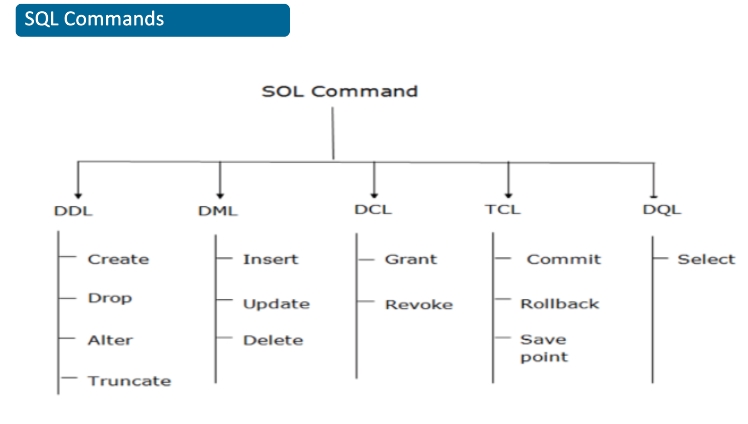 SQL Commands
SOL Command
DDL
DML
DCL
TCL
DQL
Create
Insert
Grant
Commit
Select
Drop
Update
Revoke
Rollback
Alter
Delete
Save
point
Truncate